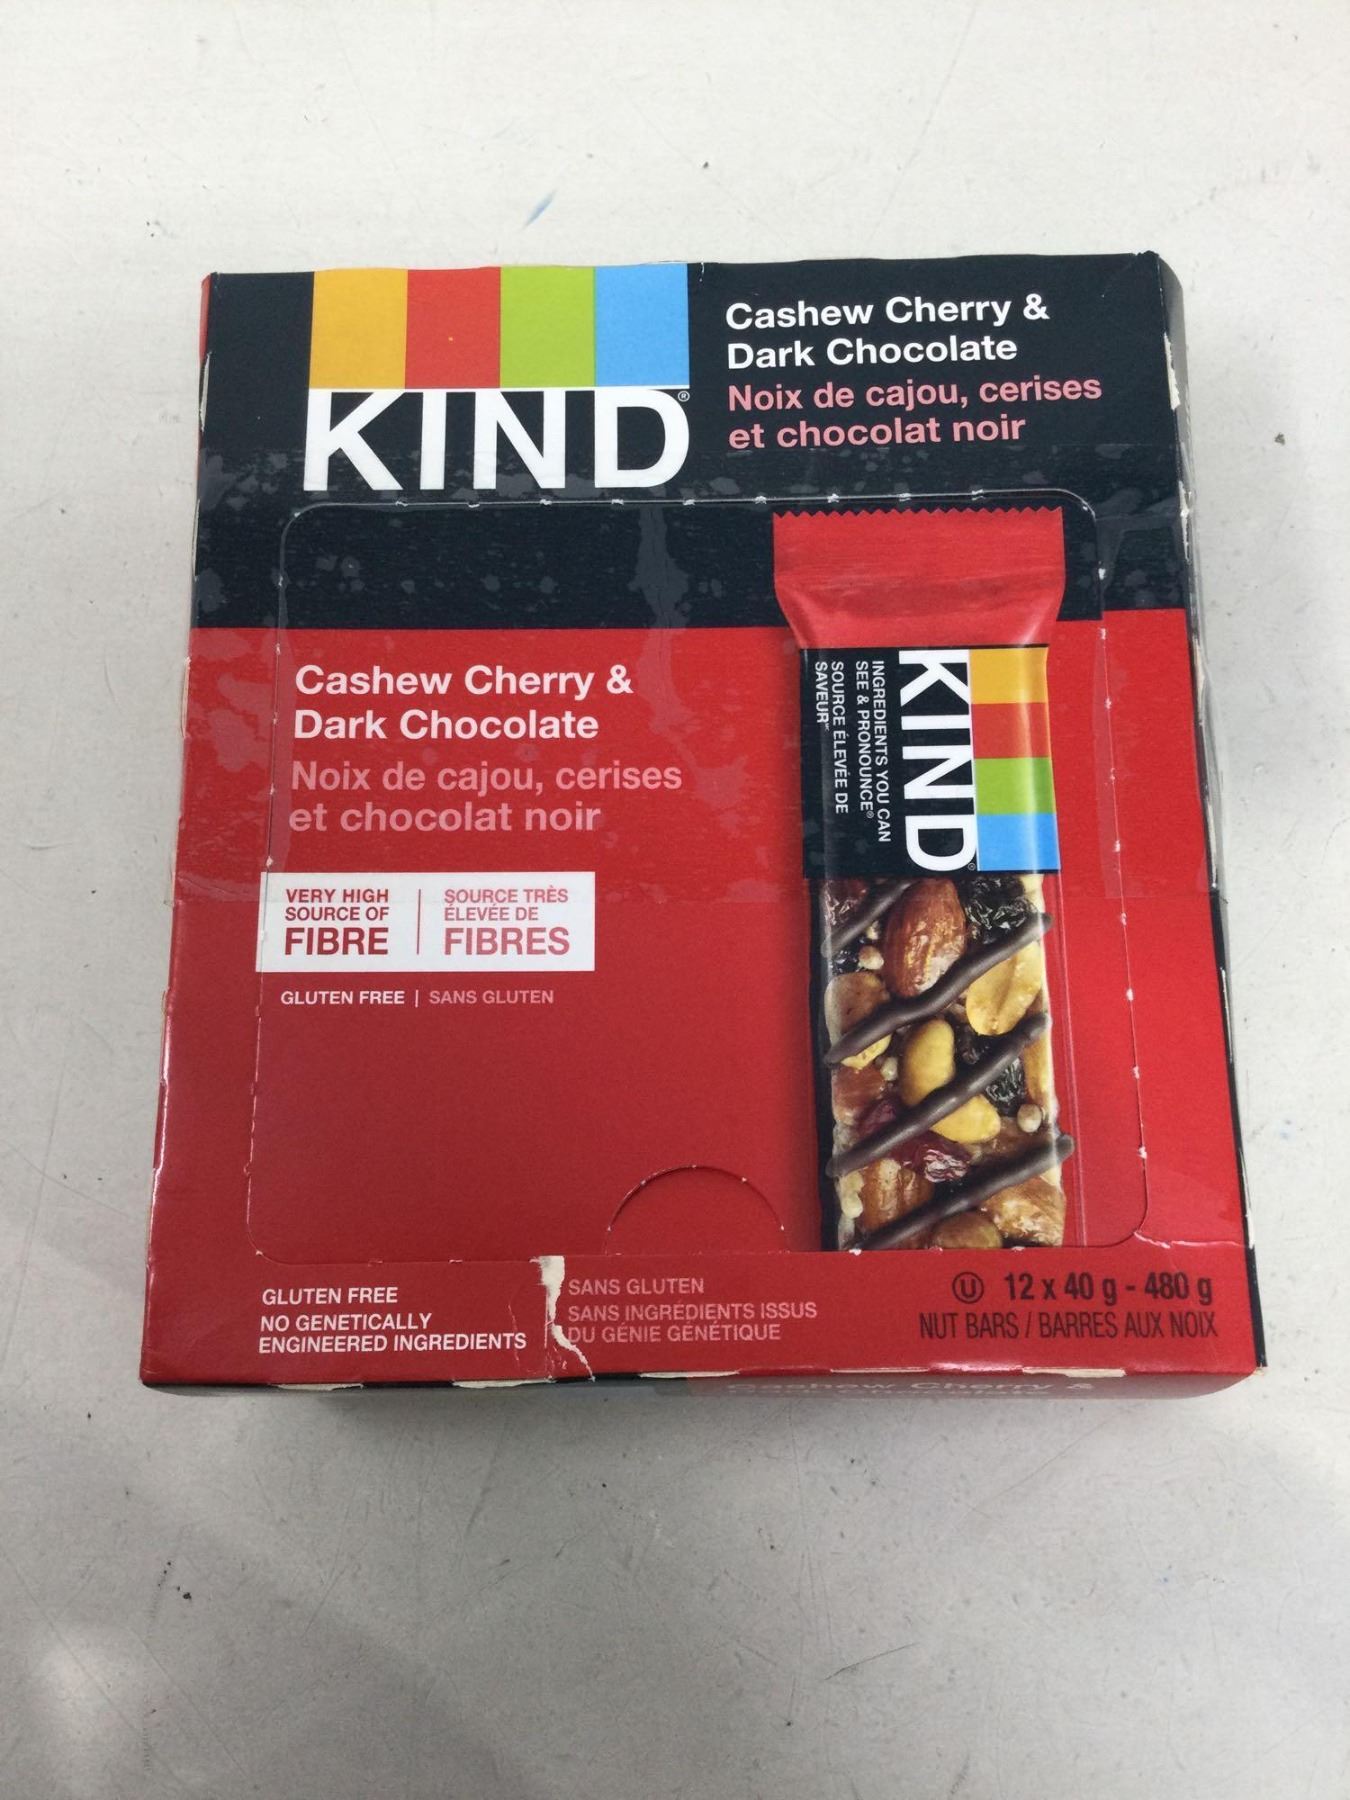 KIND®
Cashew Cherry &
Dark Chocolate
Noix de cajou, cerises
et chocolat noir
Cashew Cherry &
Dark Chocolate
Noix de cajou, cerises
et chocolat noir
VERY HIGH
SOURCE OF
FIBRE
SOURCE TRÈS
ÉLEVÉE DE
FIBRES
GLUTEN FREE | SANS GLUTEN
KIND®
INGREDIENTS YOU CAN
SEE & PRONOUNCE®
SOURCE ÉLEVÉE DE
SAVEUR
GLUTEN FREE
NO GENETICALLY
ENGINEERED INGREDIENTS
SANS GLUTEN
SANS INGRÉDIENTS ISSUS
DU GÉNIE GÉNÉTIQUE
U 12 x 40 g - 480 g
NUT BARS / BARRES AUX NOIX
Cashew Cherry &